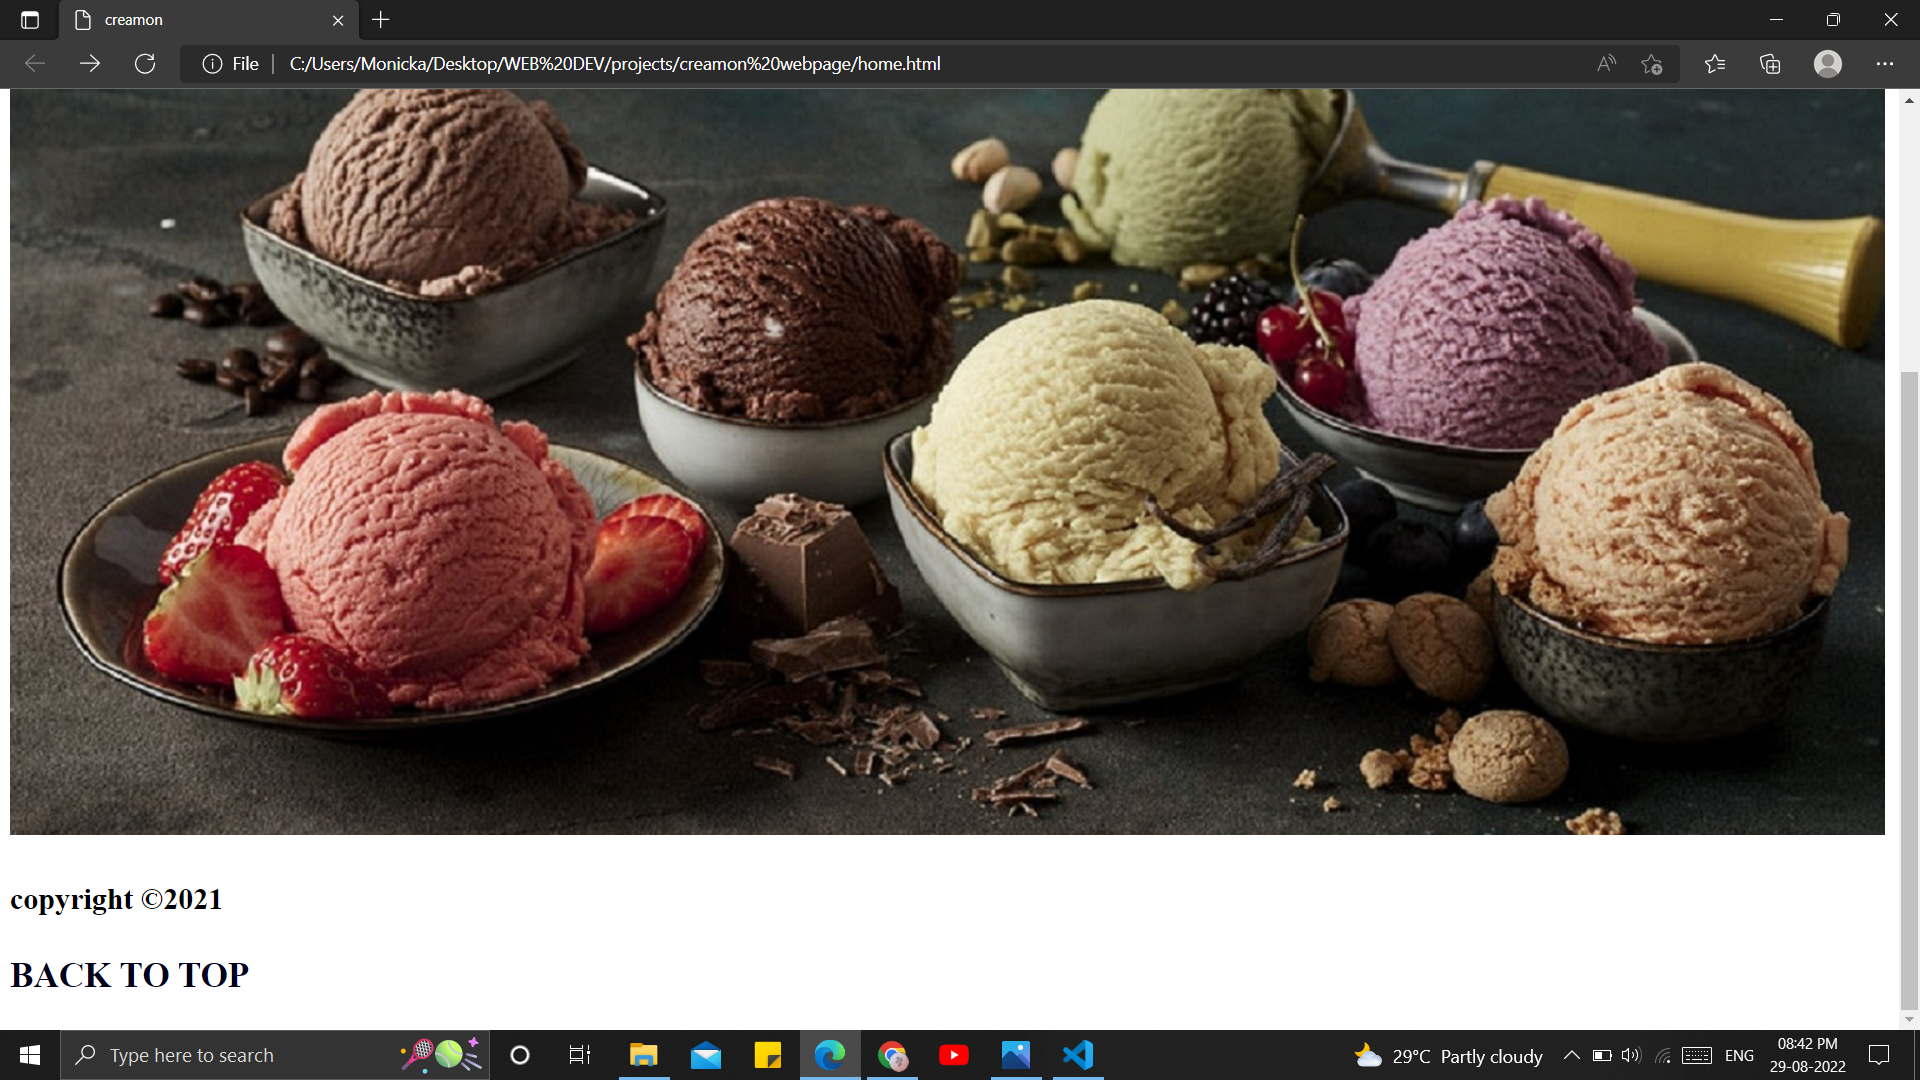 creamon
File
C:/Users/Monicka/Desktop/WEB%20DEV/projects/creamon%20webpage/home.html
copyright ©2021
BACK TO TOP
Type here to search
29°C Partly cloudy
ENG
08:42 PM
29-08-2022